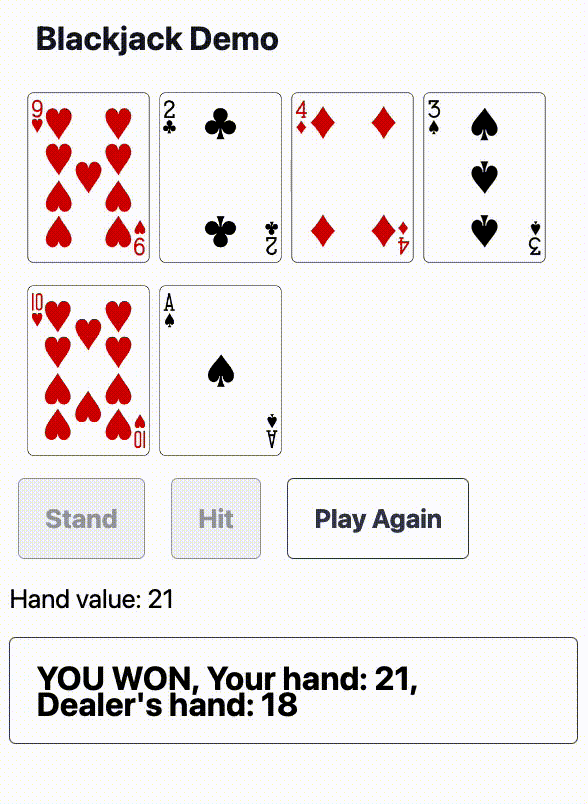 Blackjack Demo
9 2 4 3
9 2 4 3
10 A
10 A
Stand Hit Play Again
Hand value: 21
YOU WON, Your hand: 21,
Dealer's hand: 18